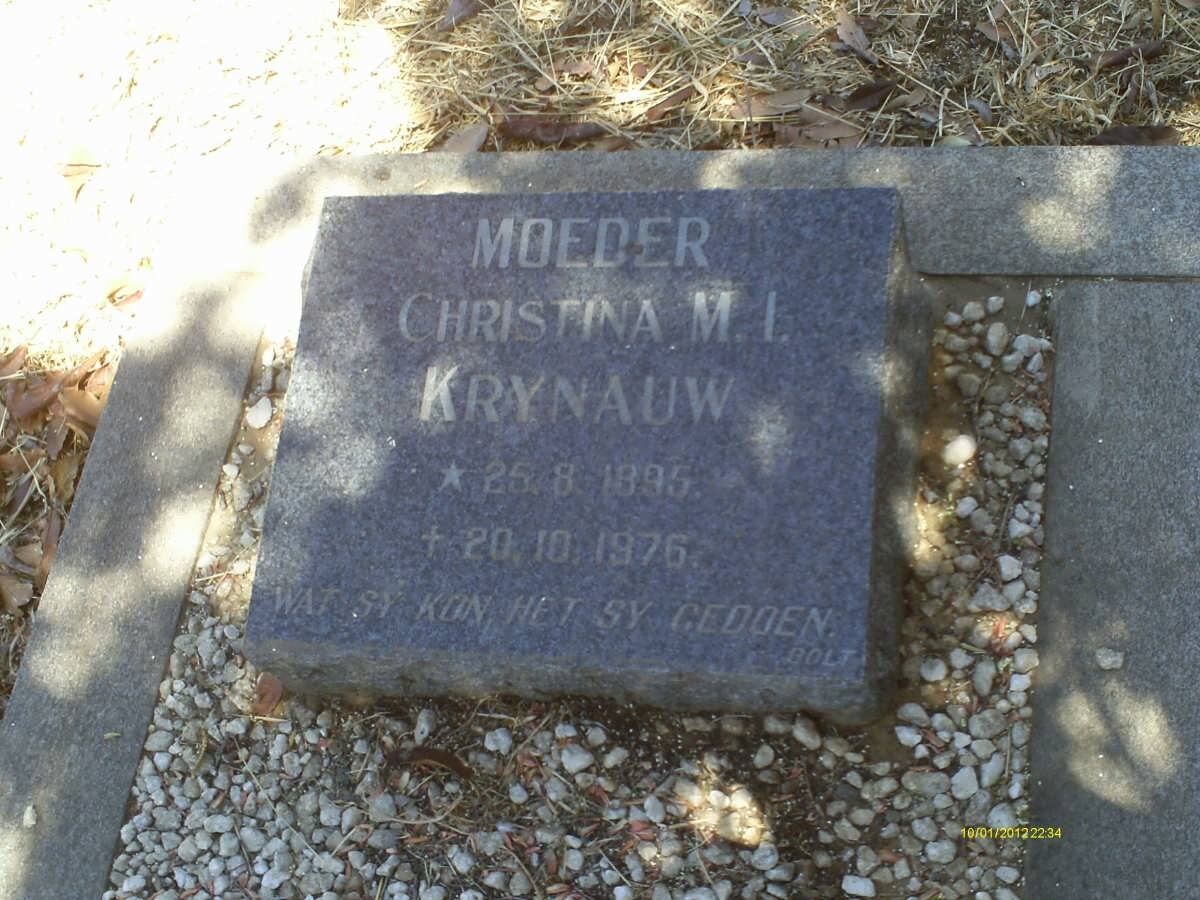 MOEDER
CHRISTINA M. I.
KRYNAUW
★ 25. 8. 1895.
† 20. 10. 1976.
WAT SY KON, HET SY GEDOEN.
DOLT
10/01/2012 22:34